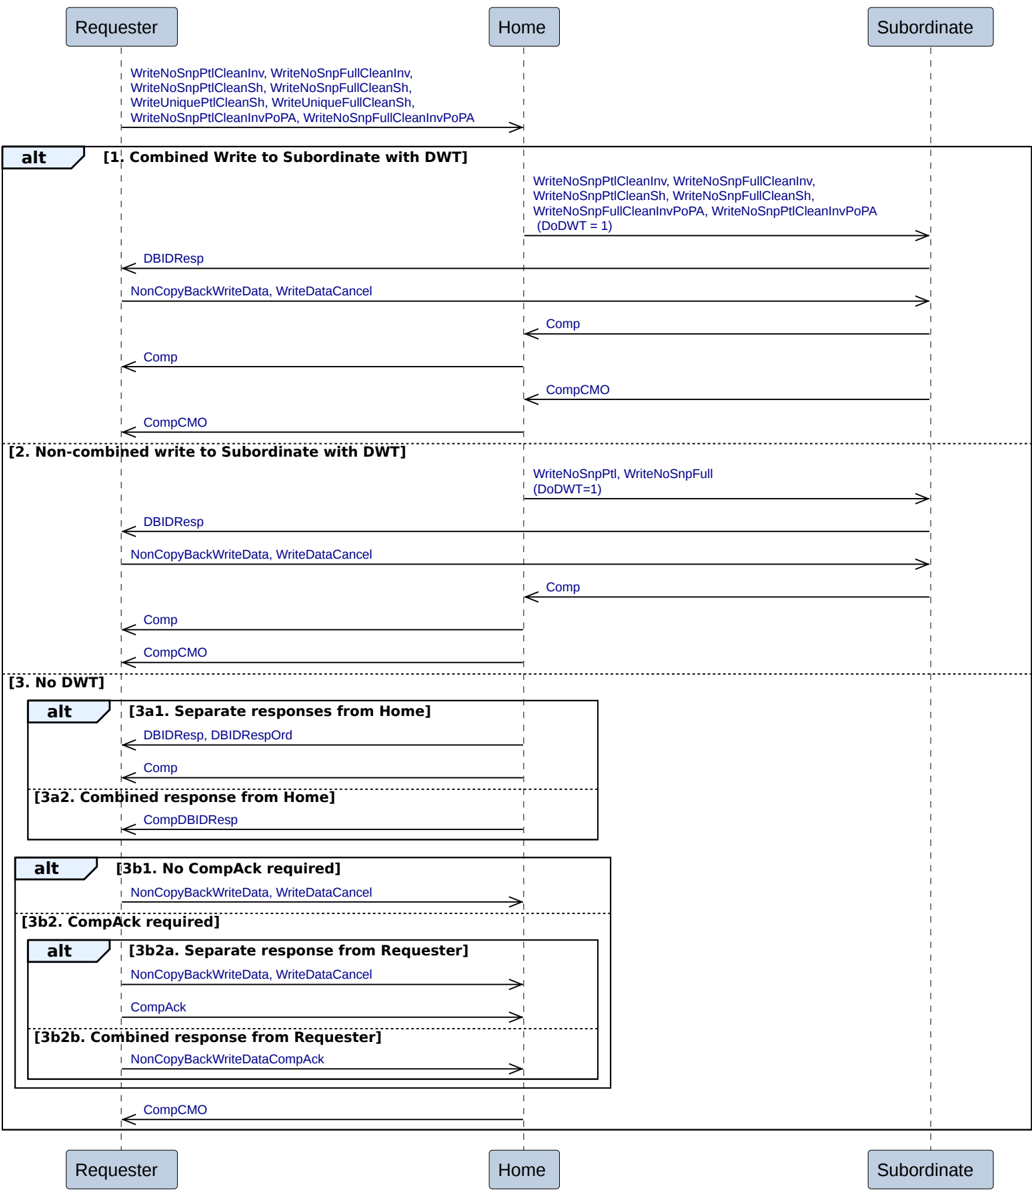 Requester
Home
Subordinate
WriteNoSnpPtlCleanInv, WriteNoSnpFullCleanInv,
WriteNoSnpPtlCleanSh, WriteNoSnpFullCleanSh,
WriteUniquePtlCleanSh, WriteUniqueFullCleanSh,
WriteNoSnpPtlCleanInvPoPA, WriteNoSnpFullCleanInvPoPA
alt
[1. Combined Write to Subordinate with DWT]
WriteNoSnpPtlCleanInv, WriteNoSnpFullCleanInv,
WriteNoSnpPtlCleanSh, WriteNoSnpFullCleanSh,
WriteNoSnpFullCleanInvPoPA, WriteNoSnpPtlCleanInvPoPA
(DoDWT = 1)
DBIDResp
NonCopyBackWriteData, WriteDataCancel
Comp
Comp
CompCMO
CompCMO
[2. Non-combined write to Subordinate with DWT]
WriteNoSnpPtl, WriteNoSnpFull
(DoDWT=1)
DBIDResp
NonCopyBackWriteData, WriteDataCancel
Comp
Comp
CompCMO
[3. No DWT]
alt
[3a1. Separate responses from Home]
DBIDResp, DBIDRespOrd
Comp
[3a2. Combined response from Home]
CompDBIDResp
alt
[3b1. No CompAck required]
NonCopyBackWriteData, WriteDataCancel
[3b2. CompAck required]
alt
[3b2a. Separate response from Requester]
NonCopyBackWriteData, WriteDataCancel
CompAck
[3b2b. Combined response from Requester]
NonCopyBackWriteDataCompAck
CompCMO
Requester
Home
Subordinate